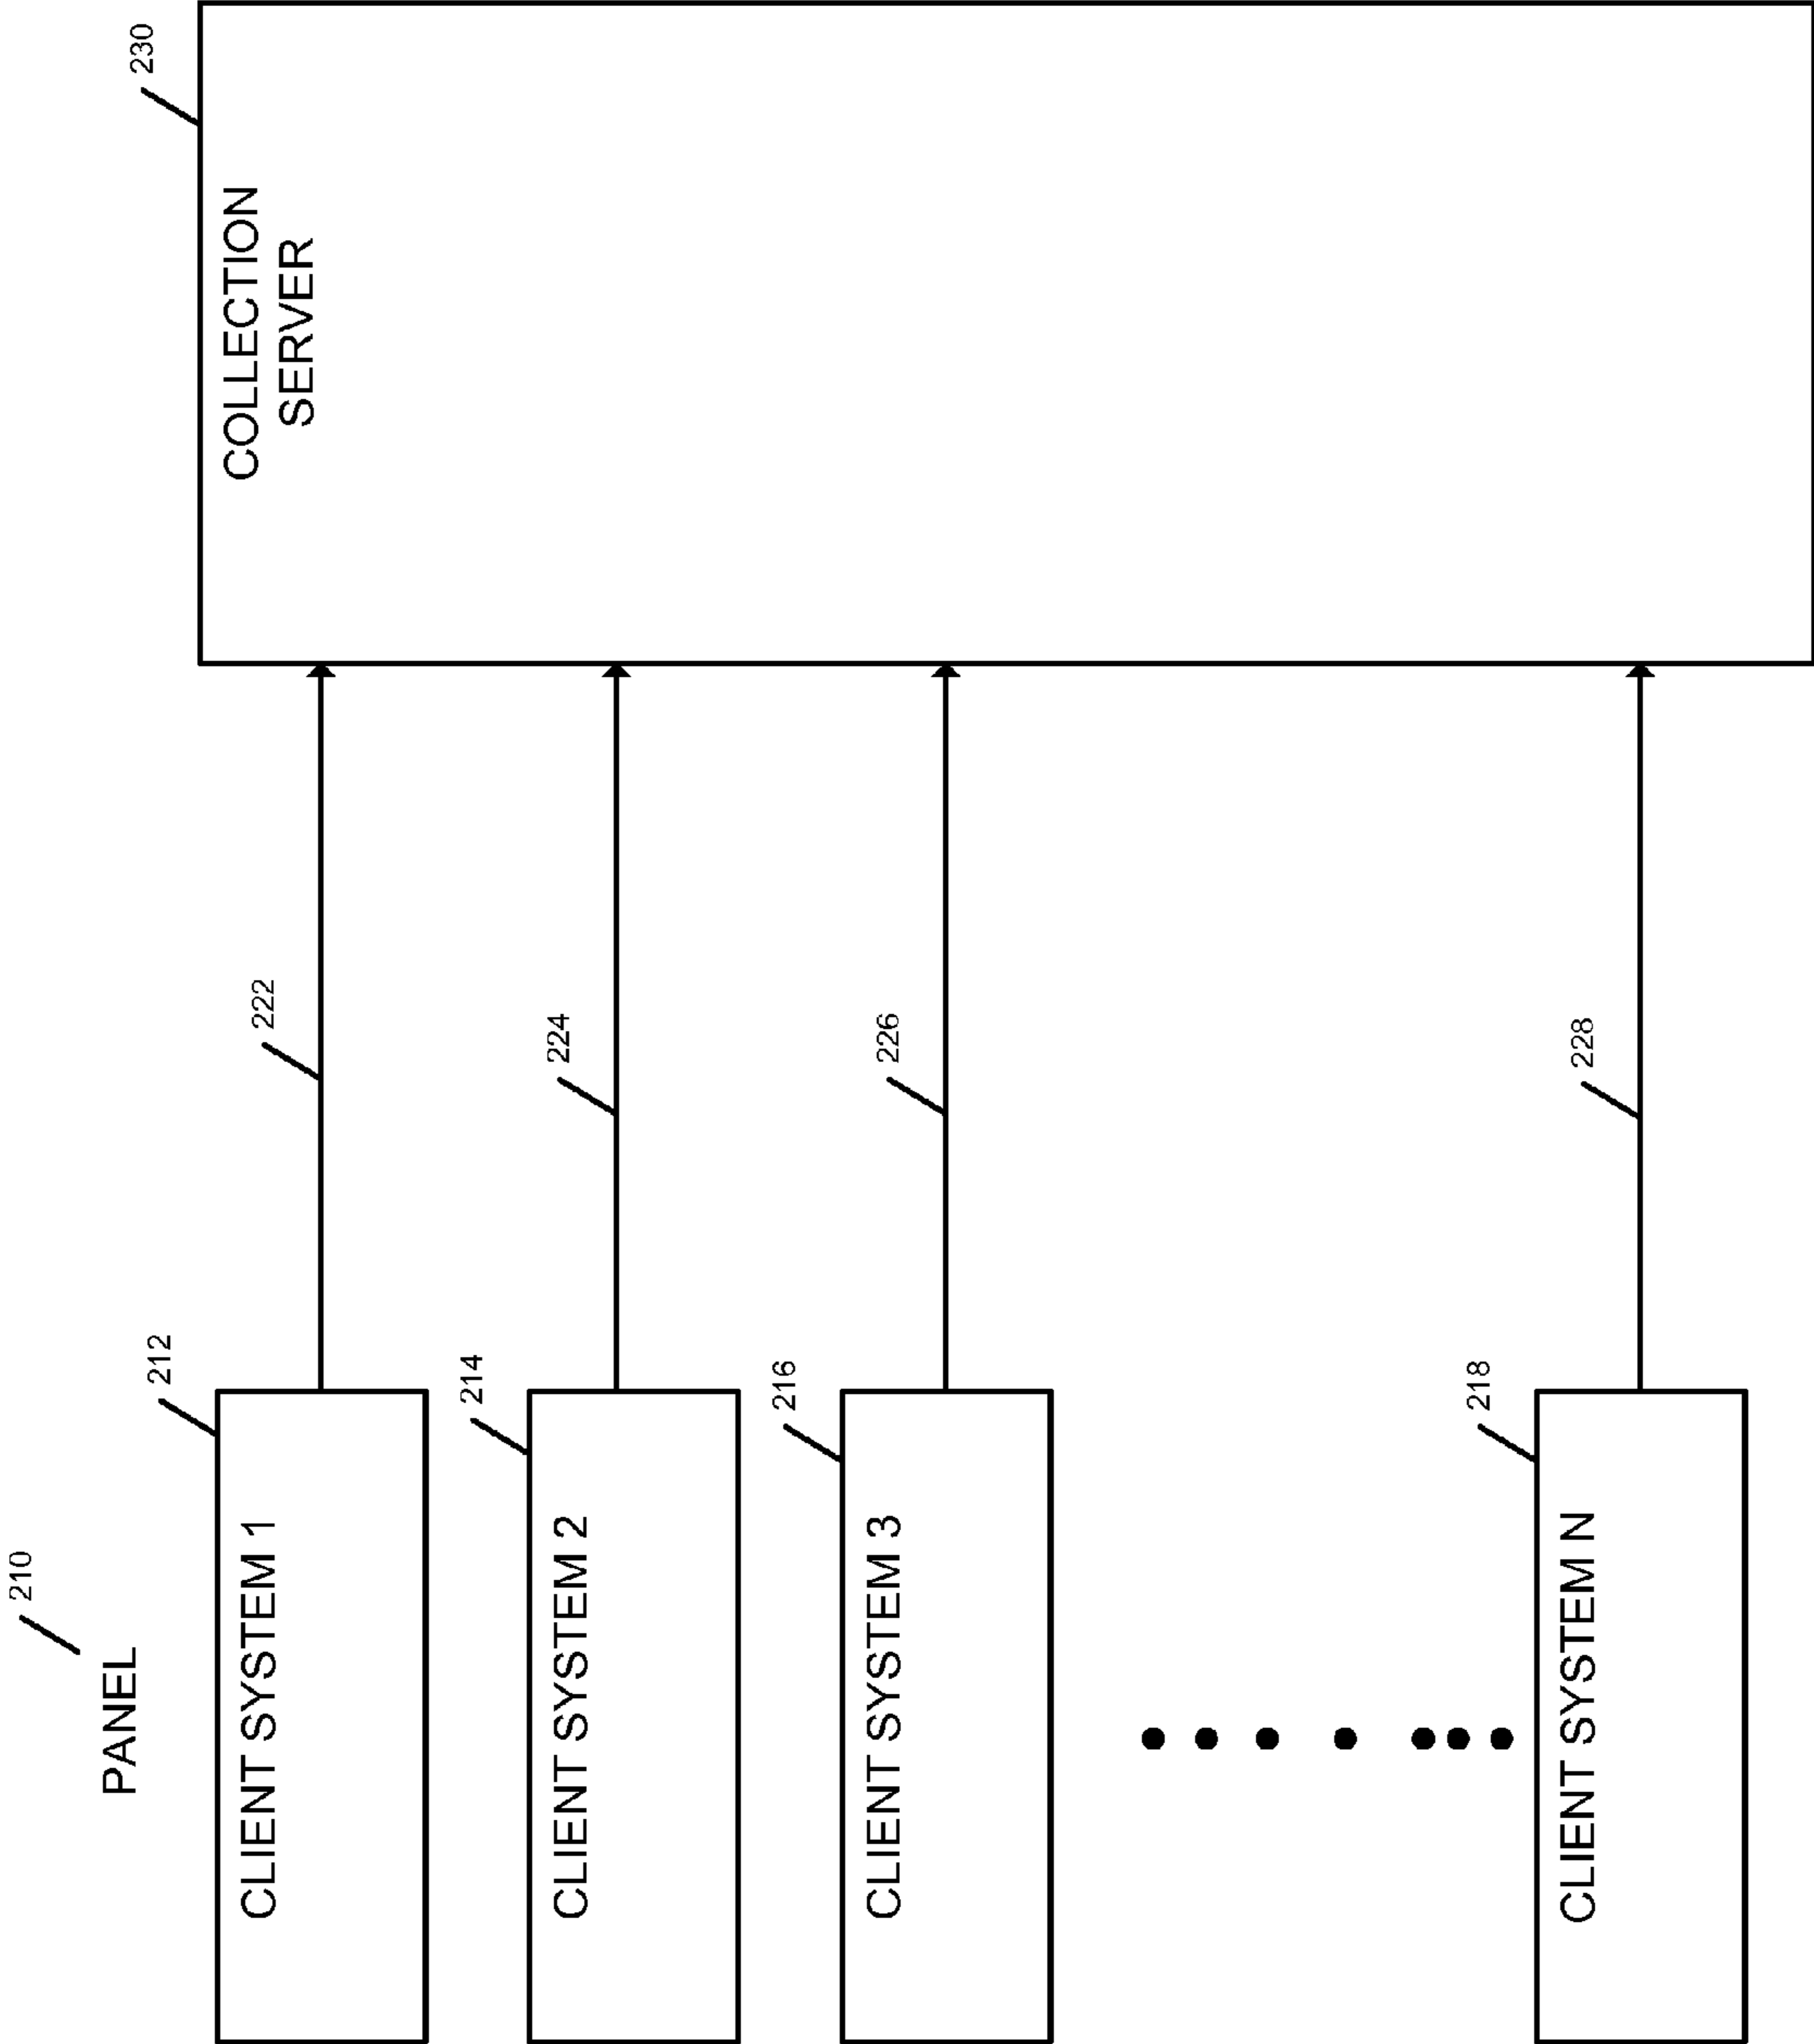 210
PANEL
212
CLIENT SYSTEM 1
222
230
COLLECTION
SERVER
214
CLIENT SYSTEM 2
224
216
CLIENT SYSTEM 3
226
218
CLIENT SYSTEM N
228